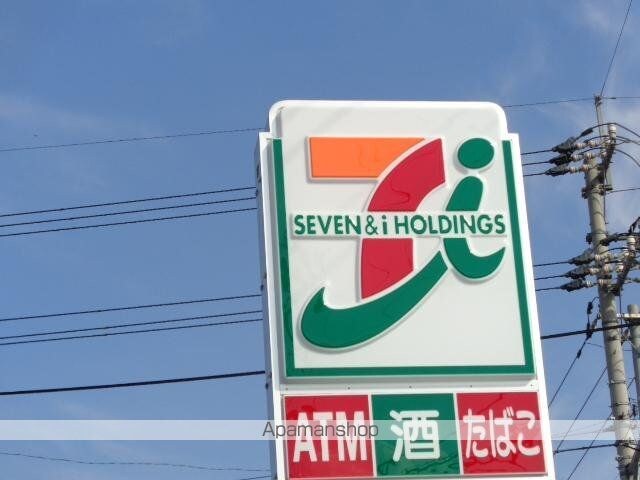 SEVEN & i HOLDINGS
ATM 酒 たばこ
Apamanshop